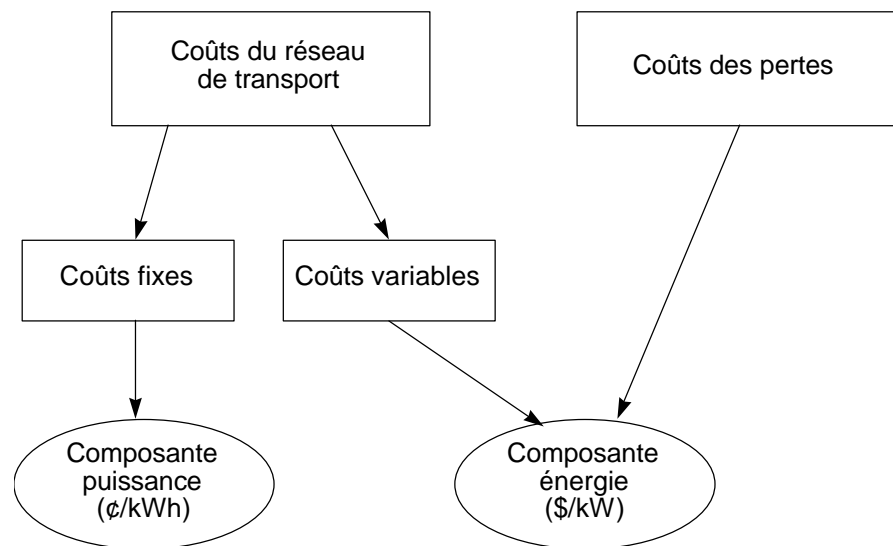 Coûts du réseau
de transport
Coûts des pertes
Coûts fixes
Coûts variables
Composante
puissance
(¢/kWh)
Composante
énergie
($/kW)